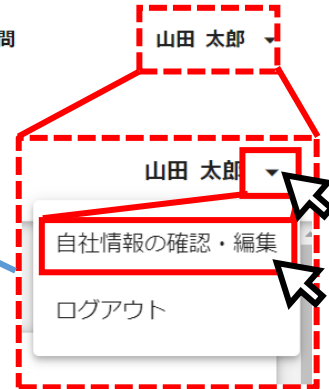 問
山田 太郎
山田 太郎
自社情報の確認・編集
ログアウト